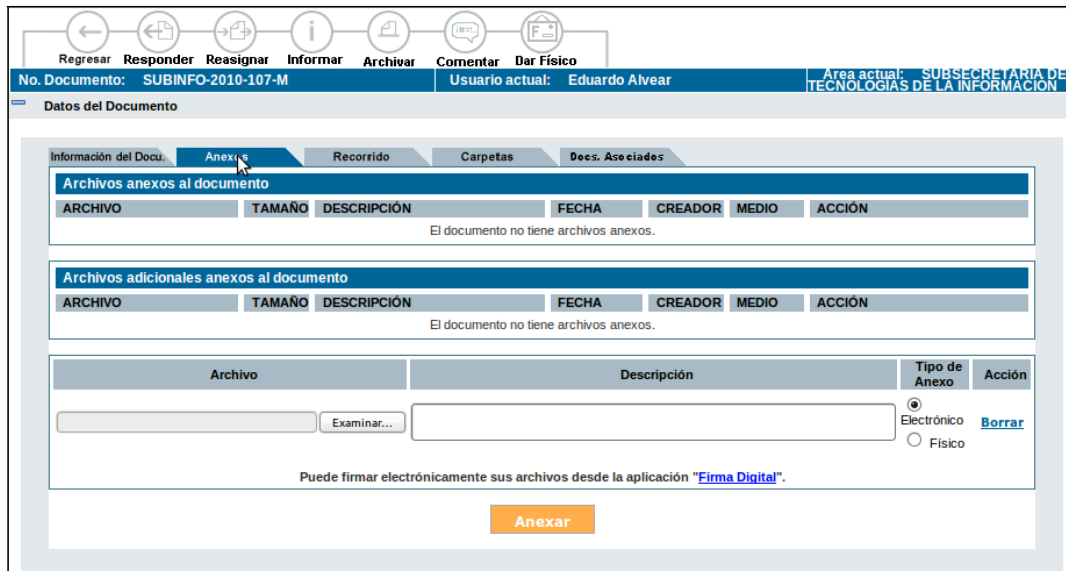 Regresar Responder Reasignar Informar Archivar Comentar Dar Físico
No. Documento: SUBINFO-2010-107-M Usuario actual: Eduardo Alvear Area actual: SUBSECRETARÍA DE
TECNOLOGÍAS DE LA INFORMACIÓN
Datos del Documento
Información del Docu. Anexos Recorrido Carpetas Docs. Asociados
Archivos anexos al documento
ARCHIVO TAMAÑO DESCRIPCIÓN FECHA CREADOR MEDIO ACCIÓN
El documento no tiene archivos anexos.
Archivos adicionales anexos al documento
ARCHIVO TAMAÑO DESCRIPCIÓN FECHA CREADOR MEDIO ACCIÓN
El documento no tiene archivos anexos.
Archivo Descripción Tipo de Anexo Acción
Examinar... Electrónico Borrar
Físico
Puede firmar electrónicamente sus archivos desde la aplicación "Firma Digital".
Anexar